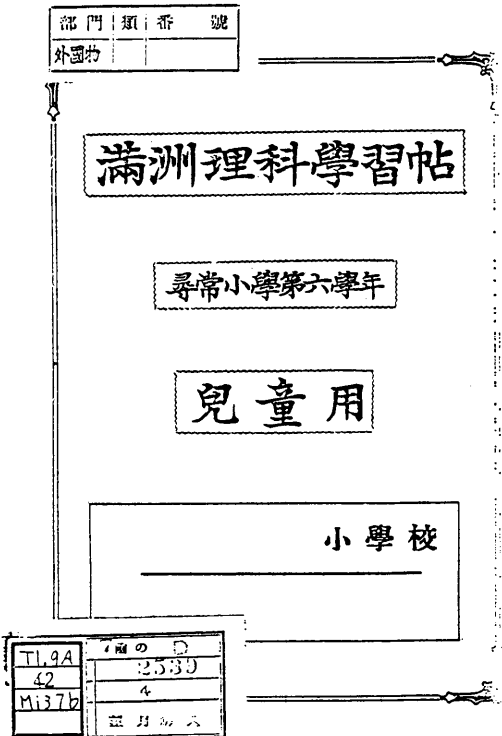 部門 類 番 號
外國物
滿洲理科學習帖
尋常小學第六學年
兒童用
小學校
T1.9A
42
Mi37b
2539
4